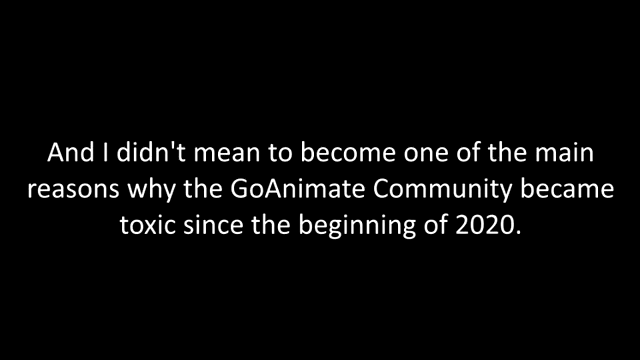 And I didn't mean to become one of the main
reasons why the GoAnimate Community became
toxic since the beginning of 2020.